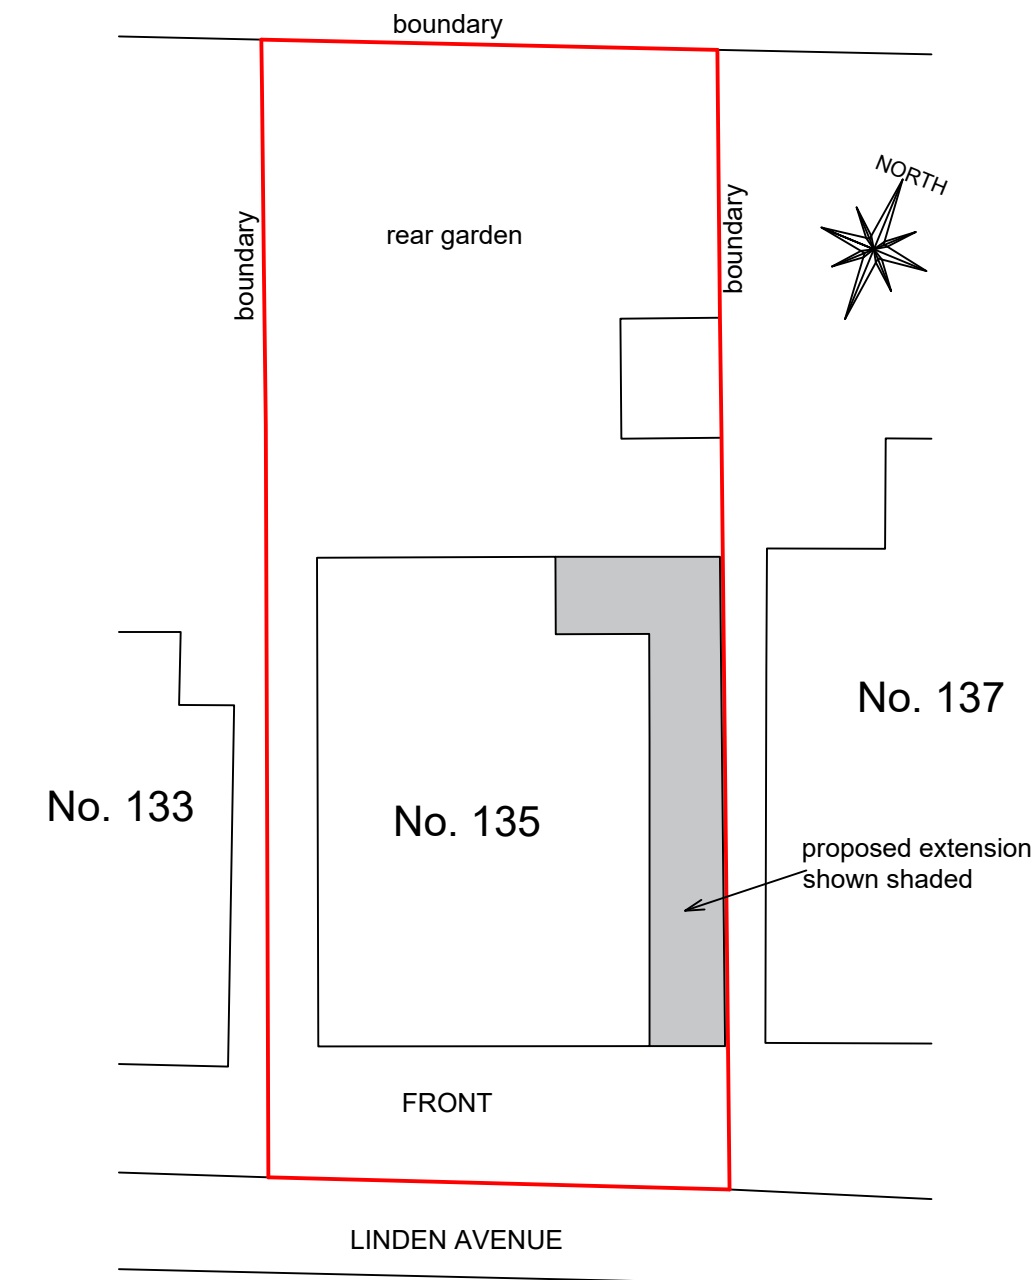 boundary
NORTH
boundary
boundary
rear garden
No. 137
No. 133
No. 135
proposed extension
shown shaded
FRONT
LINDEN AVENUE